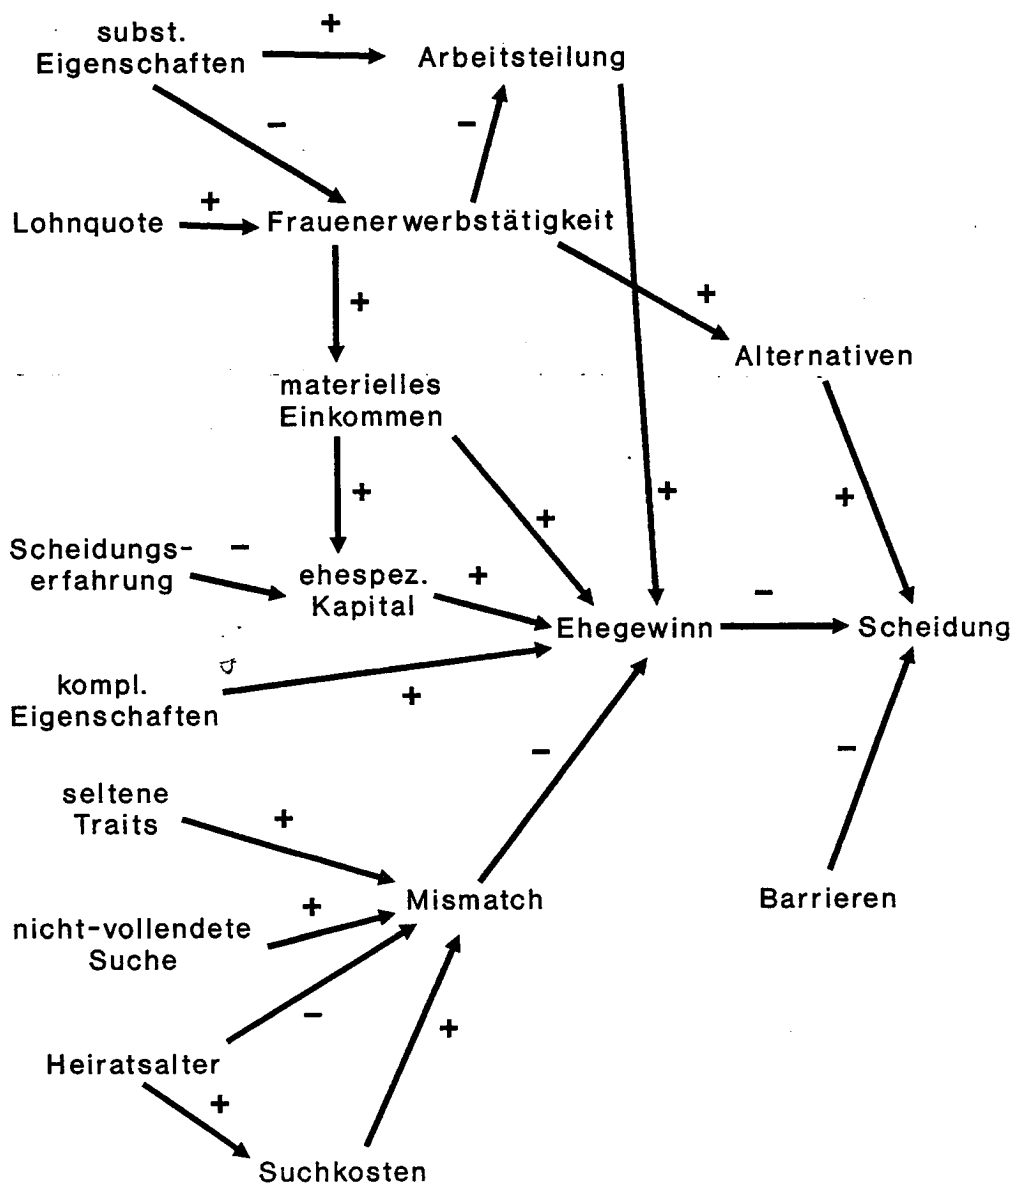 subst.
Eigenschaften
+
Arbeitsteilung
−
−
Lohnquote
+
Frauenerwerbstätigkeit
+
+
Alternativen
materielles
Einkommen
+
+
+
+
Scheidungs-
erfahrung
−
ehespez.
Kapital
+
Ehegewinn
−
Scheidung
kompl.
Eigenschaften
+
−
−
seltene
Traits
+
Mismatch
Barrieren
nicht-vollendete
Suche
+
−
+
Heiratsalter
+
Suchkosten